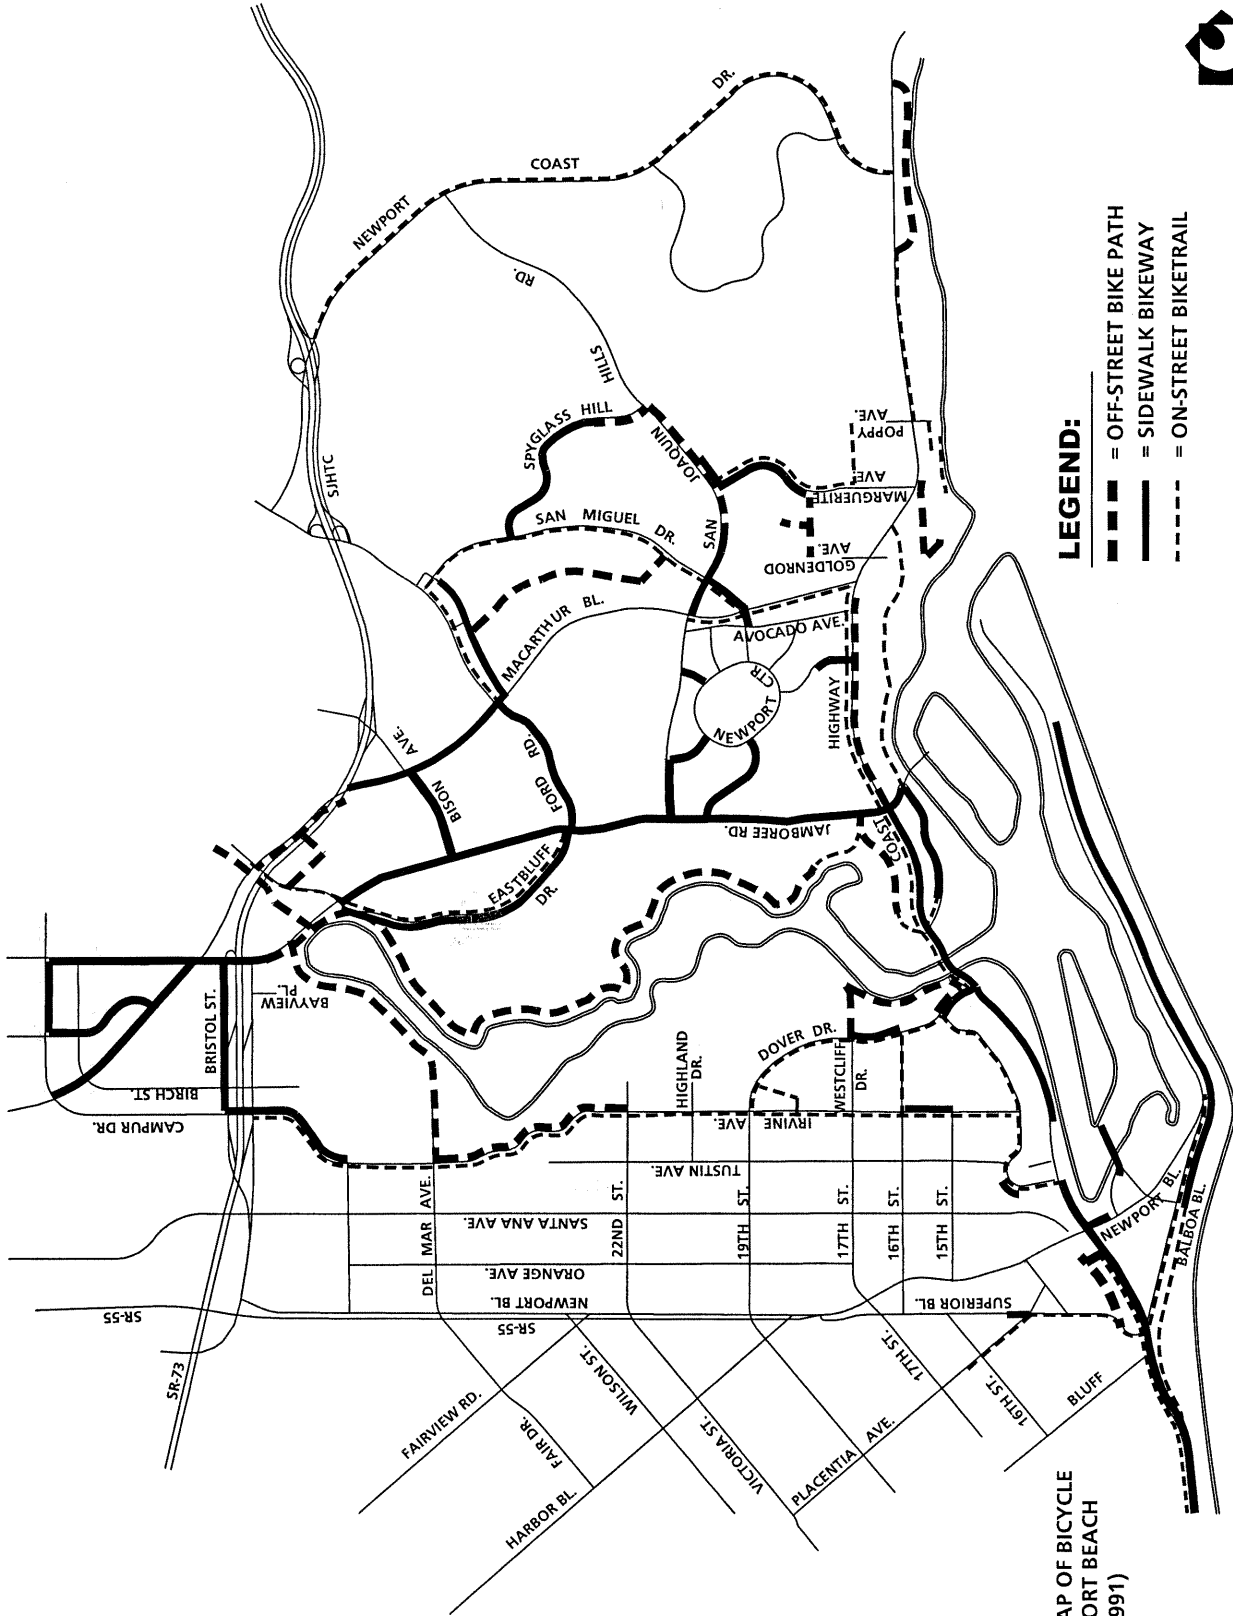 NEWPORT
COAST
DR.
RD.
HILLS
JOAQUIN
SAN
SPYGLASS HILL
SAN MIGUEL DR.
SJHTC
MACARTHUR BL.
AVOCADO AVE.
GOLDENROD
AVE.
MARGUERITE
AVE.
POPPY
AVE.
NEWPORT
CTR
HIGHWAY
COAST
AVE.
BISON
FORD RD.
JAMBOREE RD.
EASTBLUFF
DR.
BAYVIEW
PL.
BRISTOL ST.
BIRCH ST.
CAMPUR DR.
HIGHLAND
DR.
DOVER DR.
WESTCLIFF
DR.
IRVINE
AVE
TUSTIN AVE.
DEL MAR AVE.
SANTA ANA AVE.
ORANGE AVE.
NEWPORT BL.
SR-55
SR-55
SR-73
22ND ST.
19TH ST.
17TH ST.
16TH ST.
15TH ST.
SUPERIOR BL.
NEWPORT BL.
BALBOA BL.
FAIRVIEW RD.
FAIR DR.
WILSON ST.
HARBOR BL.
VICTORIA ST.
PLACENTIA AVE.
17TH ST.
16TH ST.
BLUFF
LEGEND:
= OFF-STREET BIKE PATH
= SIDEWALK BIKEWAY
= ON-STREET BIKETRAIL
AP OF BICYCLE
ORT BEACH
991)